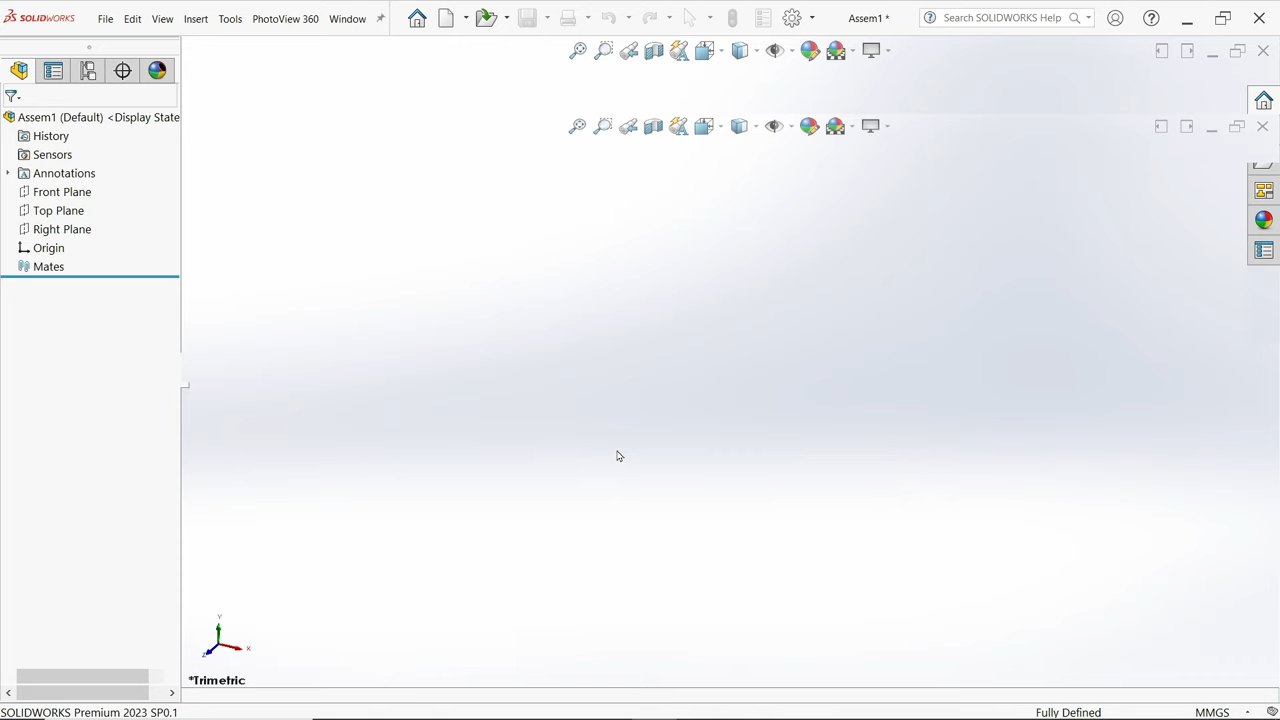 SOLIDWORKS File Edit View Insert Tools PhotoView 360 Window Assem1 * Search SOLIDWORKS Help
Assem1 (Default) <Display State
History
Sensors
Annotations
Front Plane
Top Plane
Right Plane
Origin
Mates
Y
X
Z
*Trimetric
SOLIDWORKS Premium 2023 SP0.1 Fully Defined MMGS